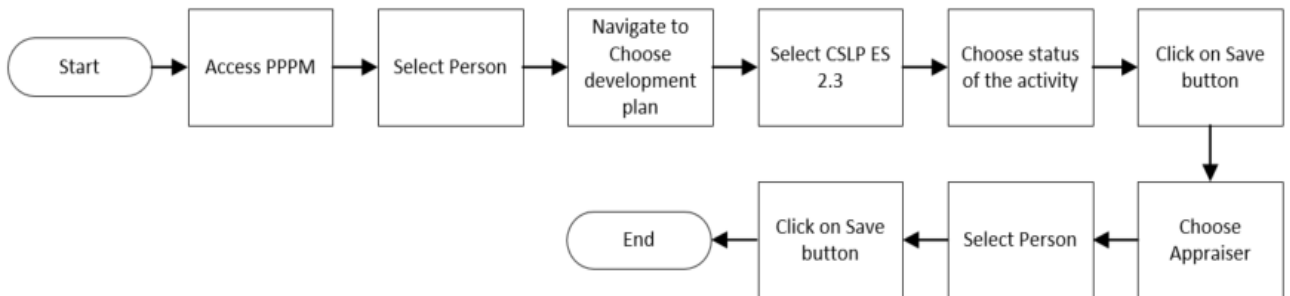 Start
Access PPPM
Select Person
Navigate to
Choose
development
plan
Select CSLP ES
2.3
Choose status
of the activity
Click on Save
button
Choose
Appraiser
Select Person
Click on Save
button
End